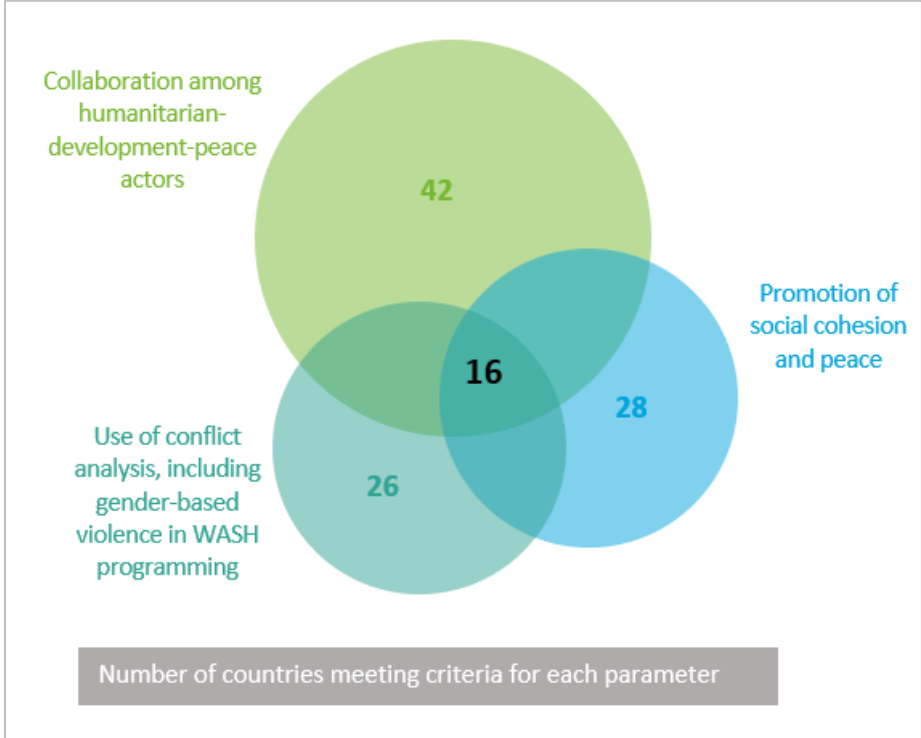 Collaboration among
humanitarian-
development-peace
actors
42
Promotion of
social cohesion
and peace
16
28
Use of conflict
analysis, including
gender-based
violence in WASH
programming
26
Number of countries meeting criteria for each parameter